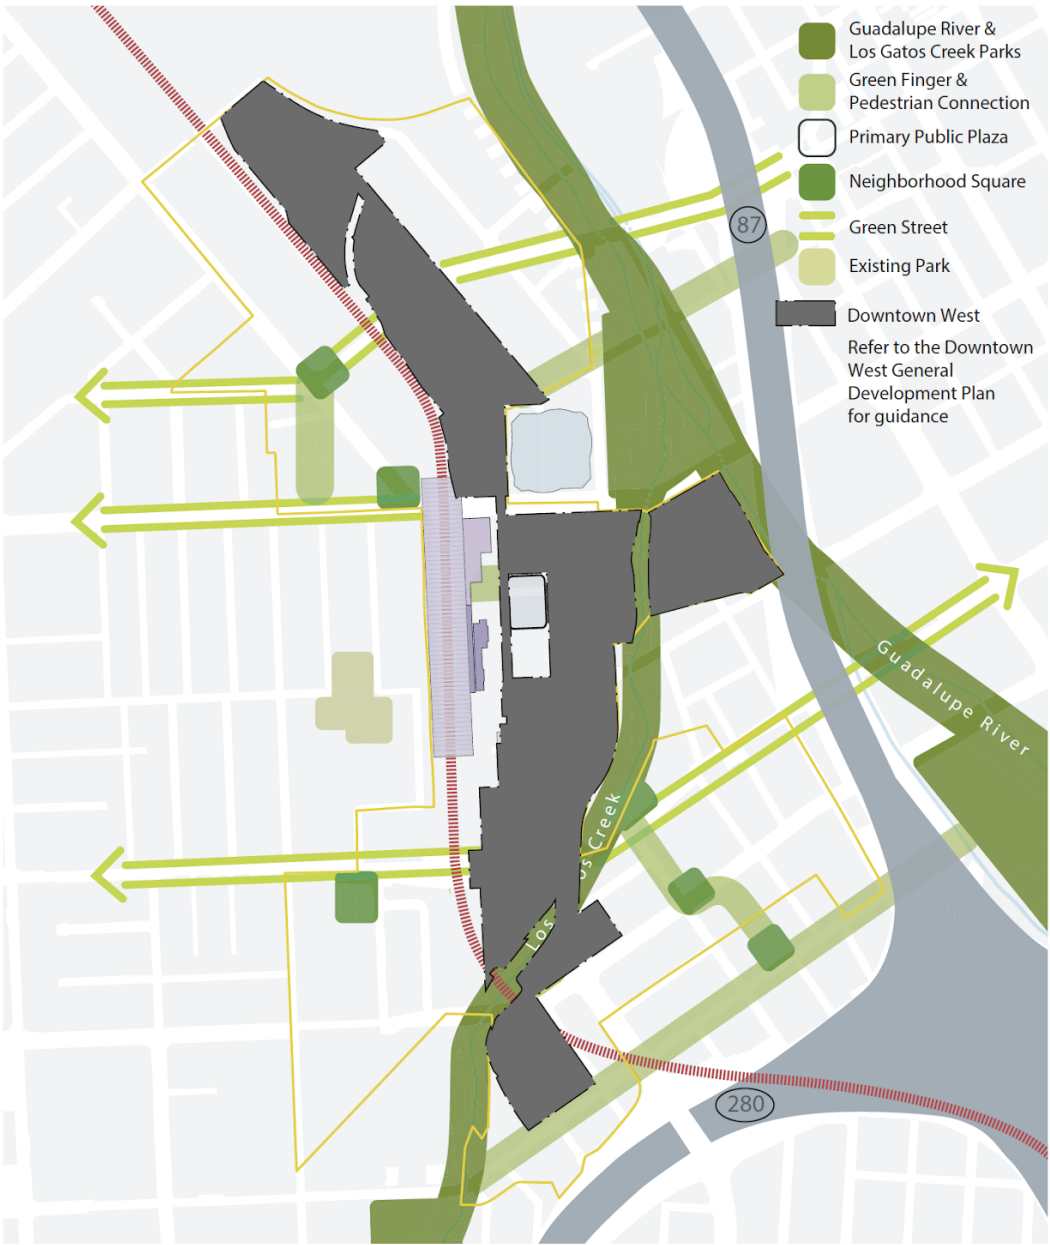 Guadalupe River &
Los Gatos Creek Parks
Green Finger &
Pedestrian Connection
Primary Public Plaza
Neighborhood Square
Green Street
Existing Park
Downtown West
Refer to the Downtown
West General
Development Plan
for guidance
87
Guadalupe River
os Creek
Los
280